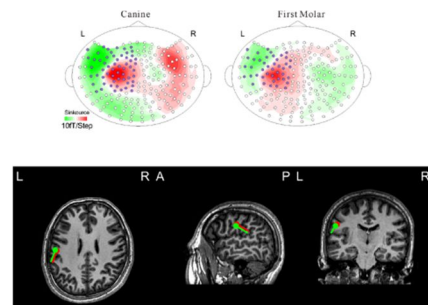 Canine
First Molar
L R L R
Sink
source
10fT/Step
L R A P L R